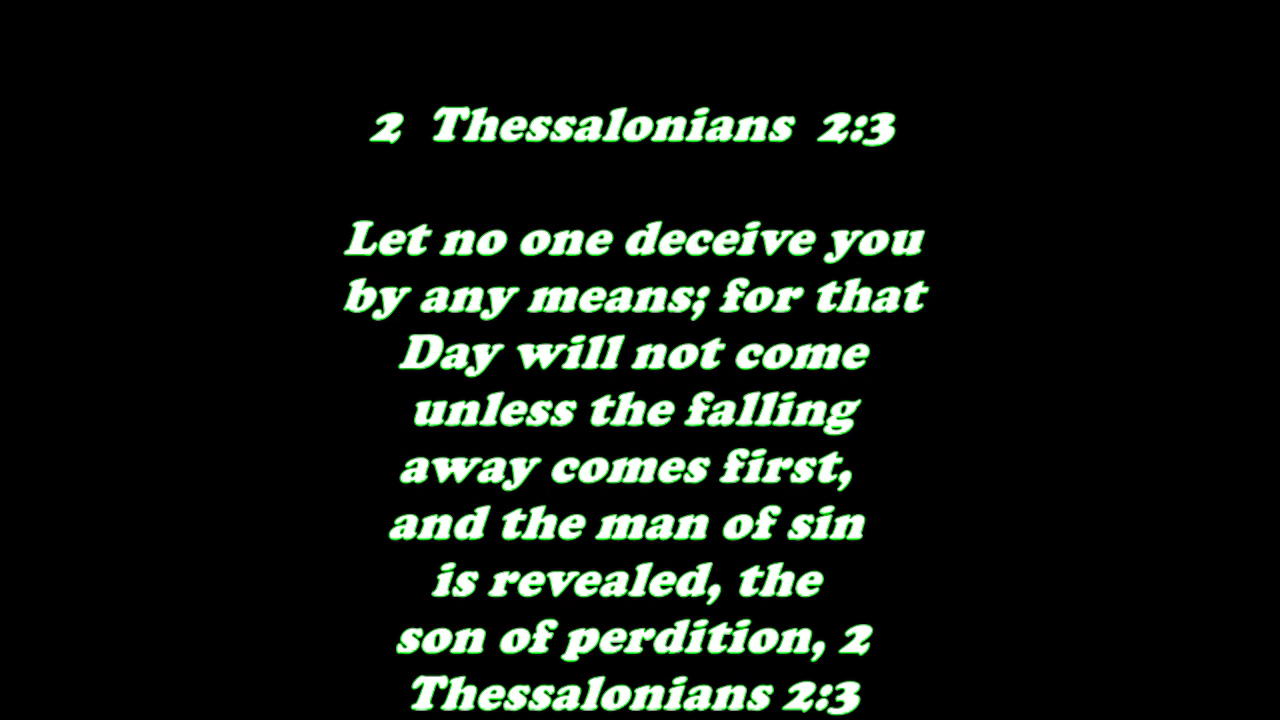 2 Thessalonians 2:3
Let no one deceive you
by any means; for that
Day will not come
unless the falling
away comes first,
and the man of sin
is revealed, the
son of perdition, 2
Thessalonians 2:3